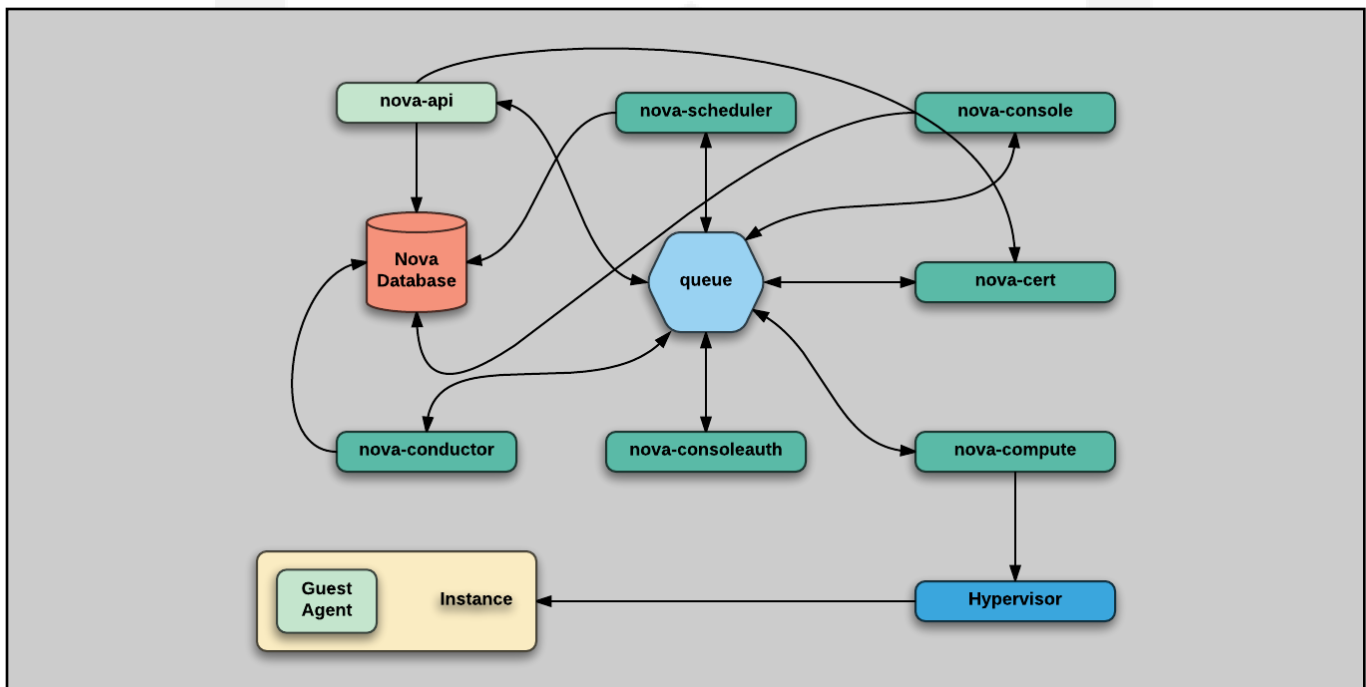 nova-api
nova-scheduler
nova-console
Nova
Database
queue
nova-cert
nova-conductor
nova-consoleauth
nova-compute
Guest
Agent
Instance
Hypervisor